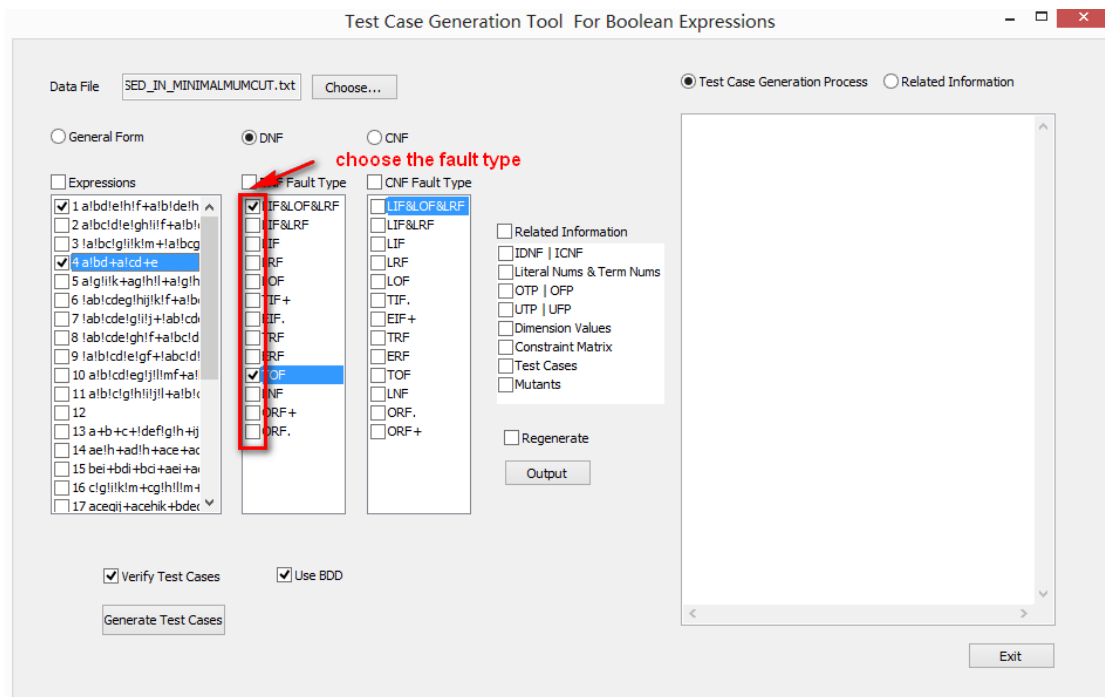 Test Case Generation Tool For Boolean Expressions
Data File
SED_IN_MINIMALMUMCUT.txt
Choose...
Test Case Generation Process
Related Information
General Form
DNF
CNF
choose the fault type
Expressions
1 a!bd!e!h!f+a!b!de!h
2 a!bc!d!e!gh!i!f+a!b!
3 !a!bc!g!i!k!m+!a!bcg
4 a!bd+a!cd+e
5 a!g!i!k+ag!h!l+a!g!h
6 !ab!cdeg!hij!k!f+a!b
7 !ab!cde!g!i!j+!ab!cd
8 !ab!cde!gh!f+a!bc!d
9 !a!b!cd!e!gf+!abc!d!
10 a!b!cd!eg!j!l!mf+a!
11 a!b!c!g!h!i!j!l+a!b!
12
13 a+b+c+!def!g!h+ij
14 ae!h+ad!h+ace+ad
15 bei+bdi+bci+aei+a
16 c!g!i!k!m+cg!h!l!m+
17 acegij+acehik+bde
Fault Type
LIF&LOF&LRF
LIF&LRF
LIF
LRF
LOF
TIF+
EIF.
TRF
ERF
TOF
LNF
ORF+
ORF.
CNF Fault Type
LIF&LOF&LRF
LIF&LRF
LIF
LRF
LOF
TIF.
EIF+
TRF
ERF
TOF
LNF
ORF.
ORF+
Related Information
IDNF | ICNF
Literal Nums & Term Nums
OTP | OFP
UTP | UFP
Dimension Values
Constraint Matrix
Test Cases
Mutants
Regenerate
Output
Verify Test Cases
Use BDD
Generate Test Cases
Exit